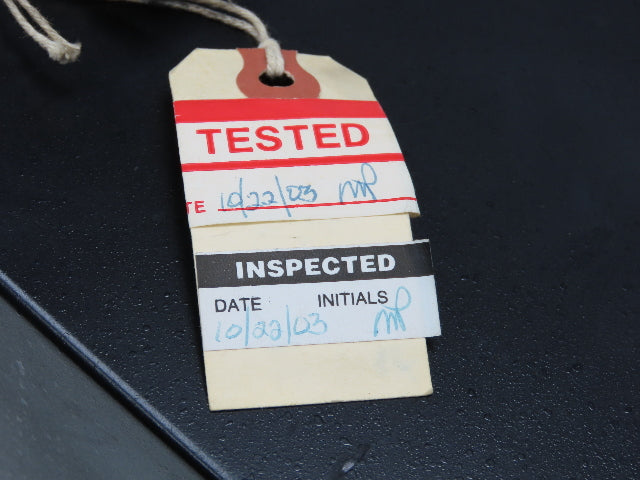 TESTED
TE 10/22/03 MP
INSPECTED
DATE INITIALS
10/22/03 MP